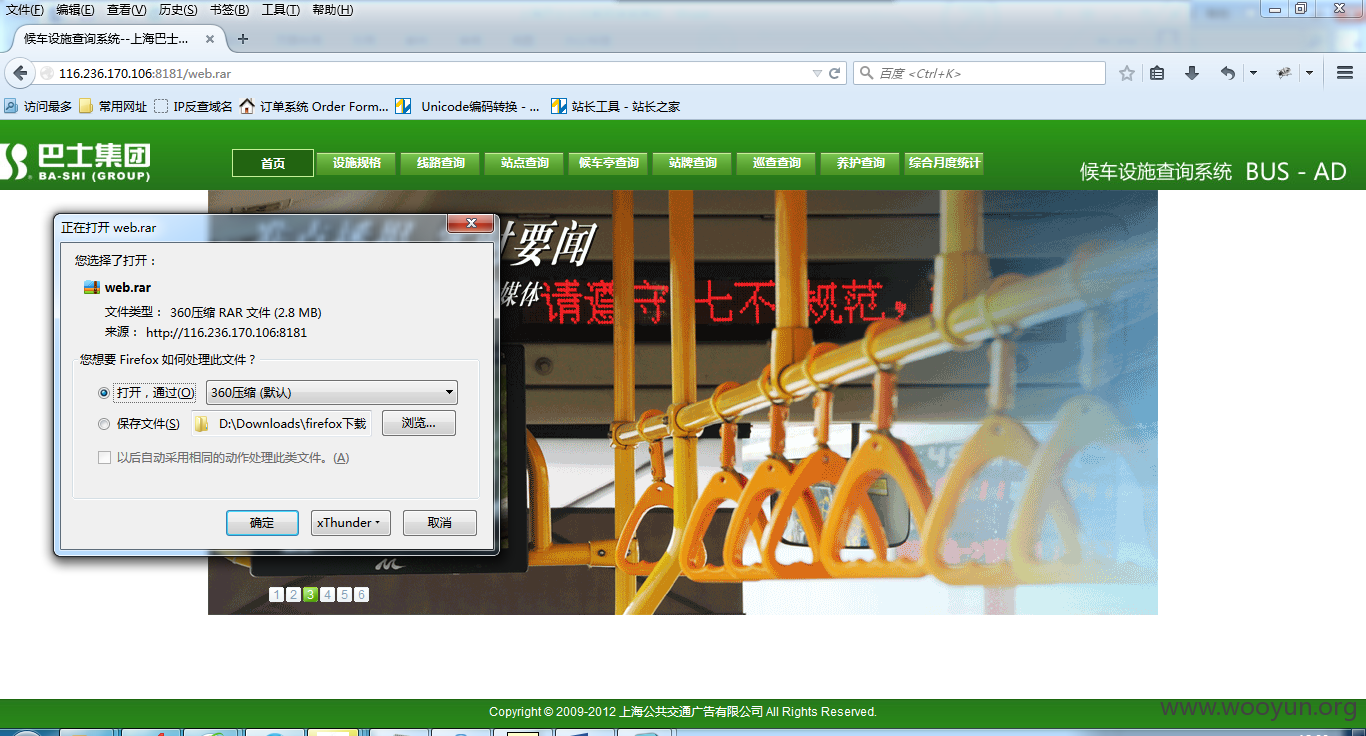 文件(F) 编辑(E) 查看(V) 历史(S) 书签(B) 工具(T) 帮助(H)
候车设施查询系统--上海巴士...
116.236.170.106:8181/web.rar
百度 <Ctrl+K>
访问最多 常用网址 IP反查域名 订单系统 Order Form... Unicode编码转换 - ... 站长工具 - 站长之家
巴士集团
BA-SHI (GROUP)
首页 设施规格 线路查询 站点查询 候车亭查询 站牌查询 巡查查询 养护查询 综合月度统计
候车设施查询系统 BUS - AD
正在打开 web.rar
您选择了打开：
web.rar
文件类型： 360压缩 RAR 文件 (2.8 MB)
来源： http://116.236.170.106:8181
您想要 Firefox 如何处理此文件？
打开，通过(O) 360压缩 (默认)
保存文件(S) D:\Downloads\firefox下载 浏览...
以后自动采用相同的动作处理此类文件。(A)
确定 xThunder 取消
要闻
媒体
请遵守 七不 规范，
1 2 3 4 5 6
Copyright © 2009-2012 上海公共交通广告有限公司 All Rights Reserved.
www.wooyun.org